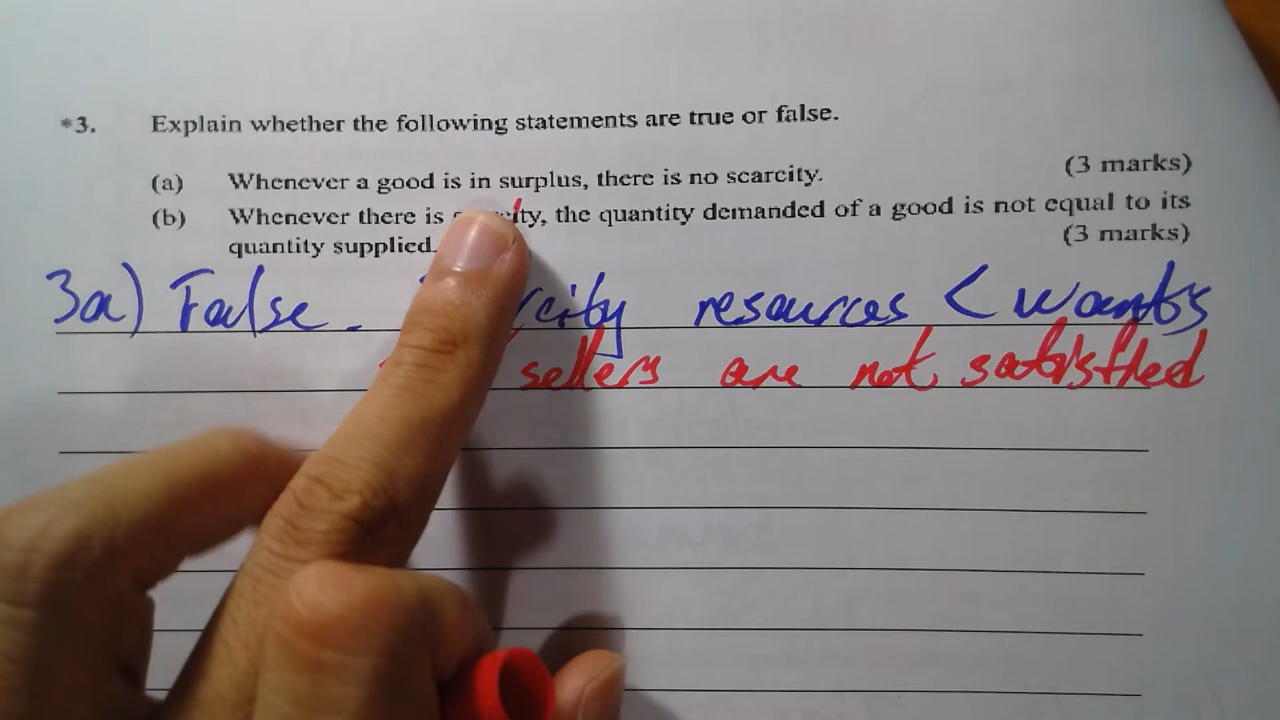 *3. Explain whether the following statements are true or false.
(a) Whenever a good is in surplus, there is no scarcity. (3 marks)
(b) Whenever there is the quantity demanded of a good is not equal to its
quantity supplied. (3 marks)
3a) False. resources < wants
sellers are not satisfied